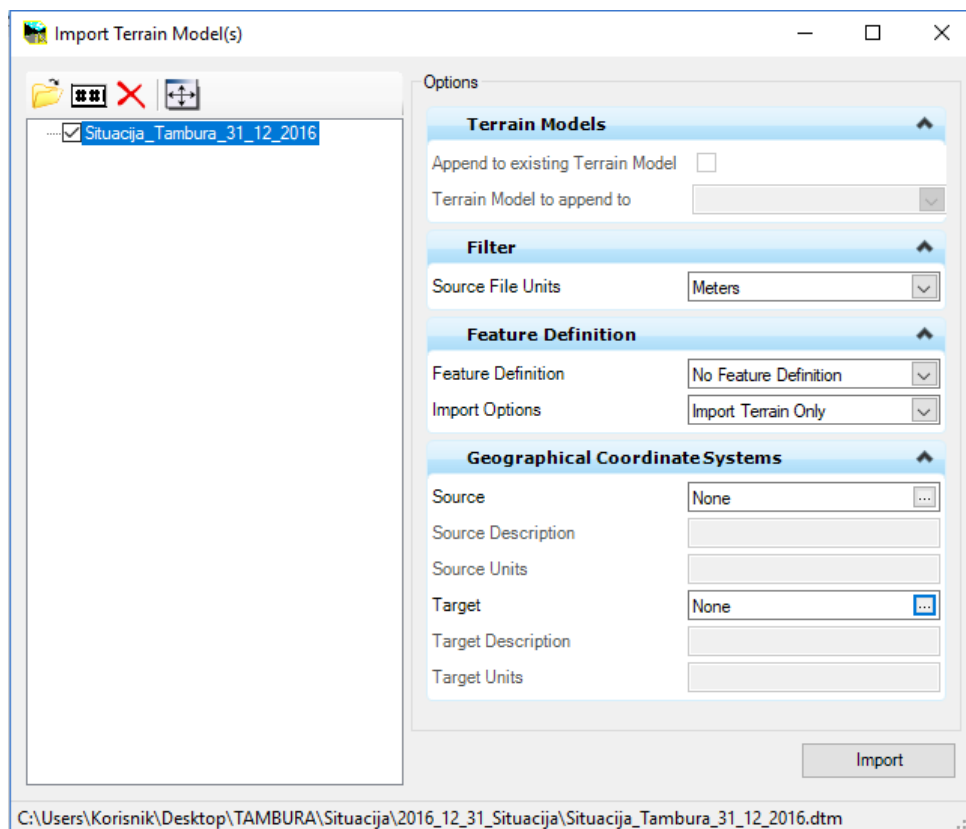 Import Terrain Model(s)
Options
##
Situacija_Tambura_31_12_2016
Terrain Models
Append to existing Terrain Model
Terrain Model to append to
Filter
Source File Units Meters
Feature Definition
Feature Definition No Feature Definition
Import Options Import Terrain Only
Geographical Coordinate Systems
Source None ...
Source Description
Source Units
Target None ...
Target Description
Target Units
Import
C:\Users\Korisnik\Desktop\TAMBURA\Situacija\2016_12_31_Situacija\Situacija_Tambura_31_12_2016.dtm